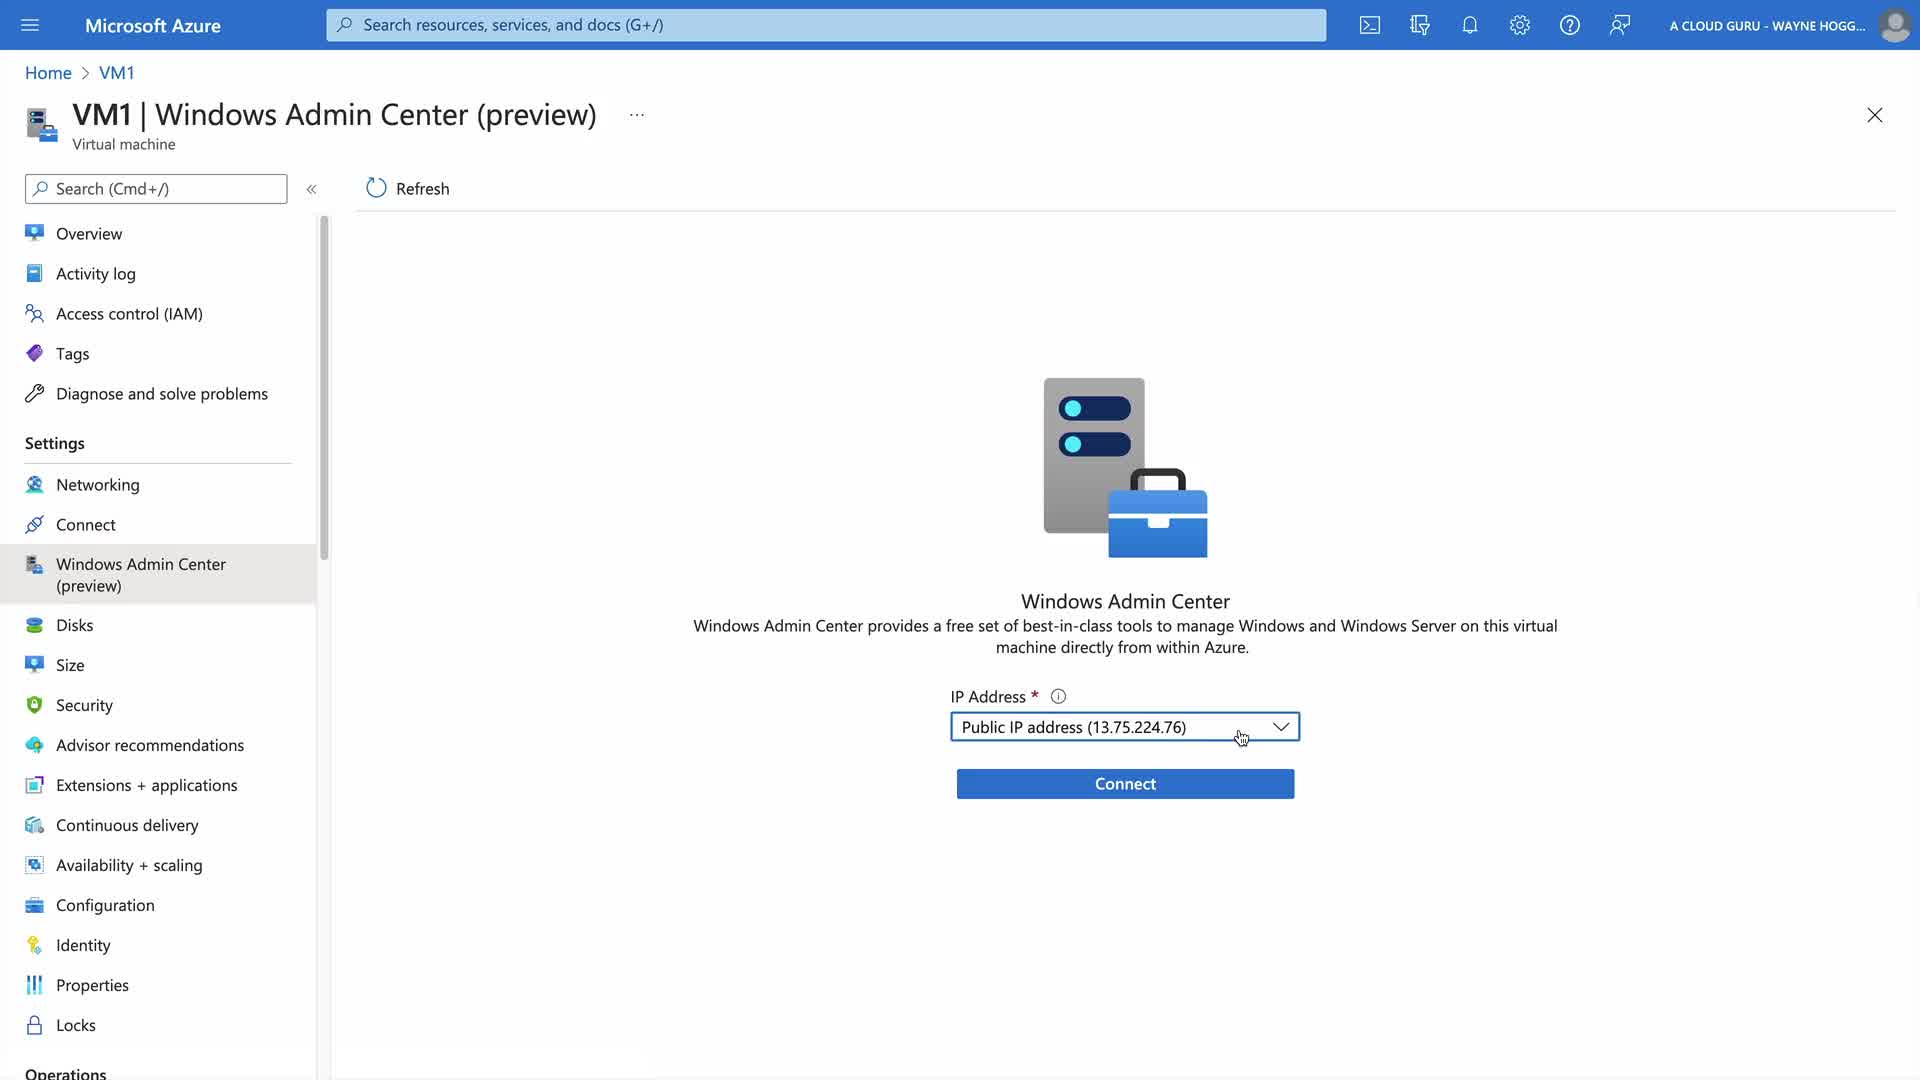 Microsoft Azure
Search resources, services, and docs (G+/)
A CLOUD GURU - WAYNE HOGG...
Home > VM1
VM1 | Windows Admin Center (preview) ...
Virtual machine
Search (Cmd+/)
«
Refresh
Overview
Activity log
Access control (IAM)
Tags
Diagnose and solve problems
Settings
Networking
Connect
Windows Admin Center
(preview)
Disks
Size
Security
Advisor recommendations
Extensions + applications
Continuous delivery
Availability + scaling
Configuration
Identity
Properties
Locks
Operations
Windows Admin Center
Windows Admin Center provides a free set of best-in-class tools to manage Windows and Windows Server on this virtual
machine directly from within Azure.
IP Address *
Public IP address (13.75.224.76)
Connect